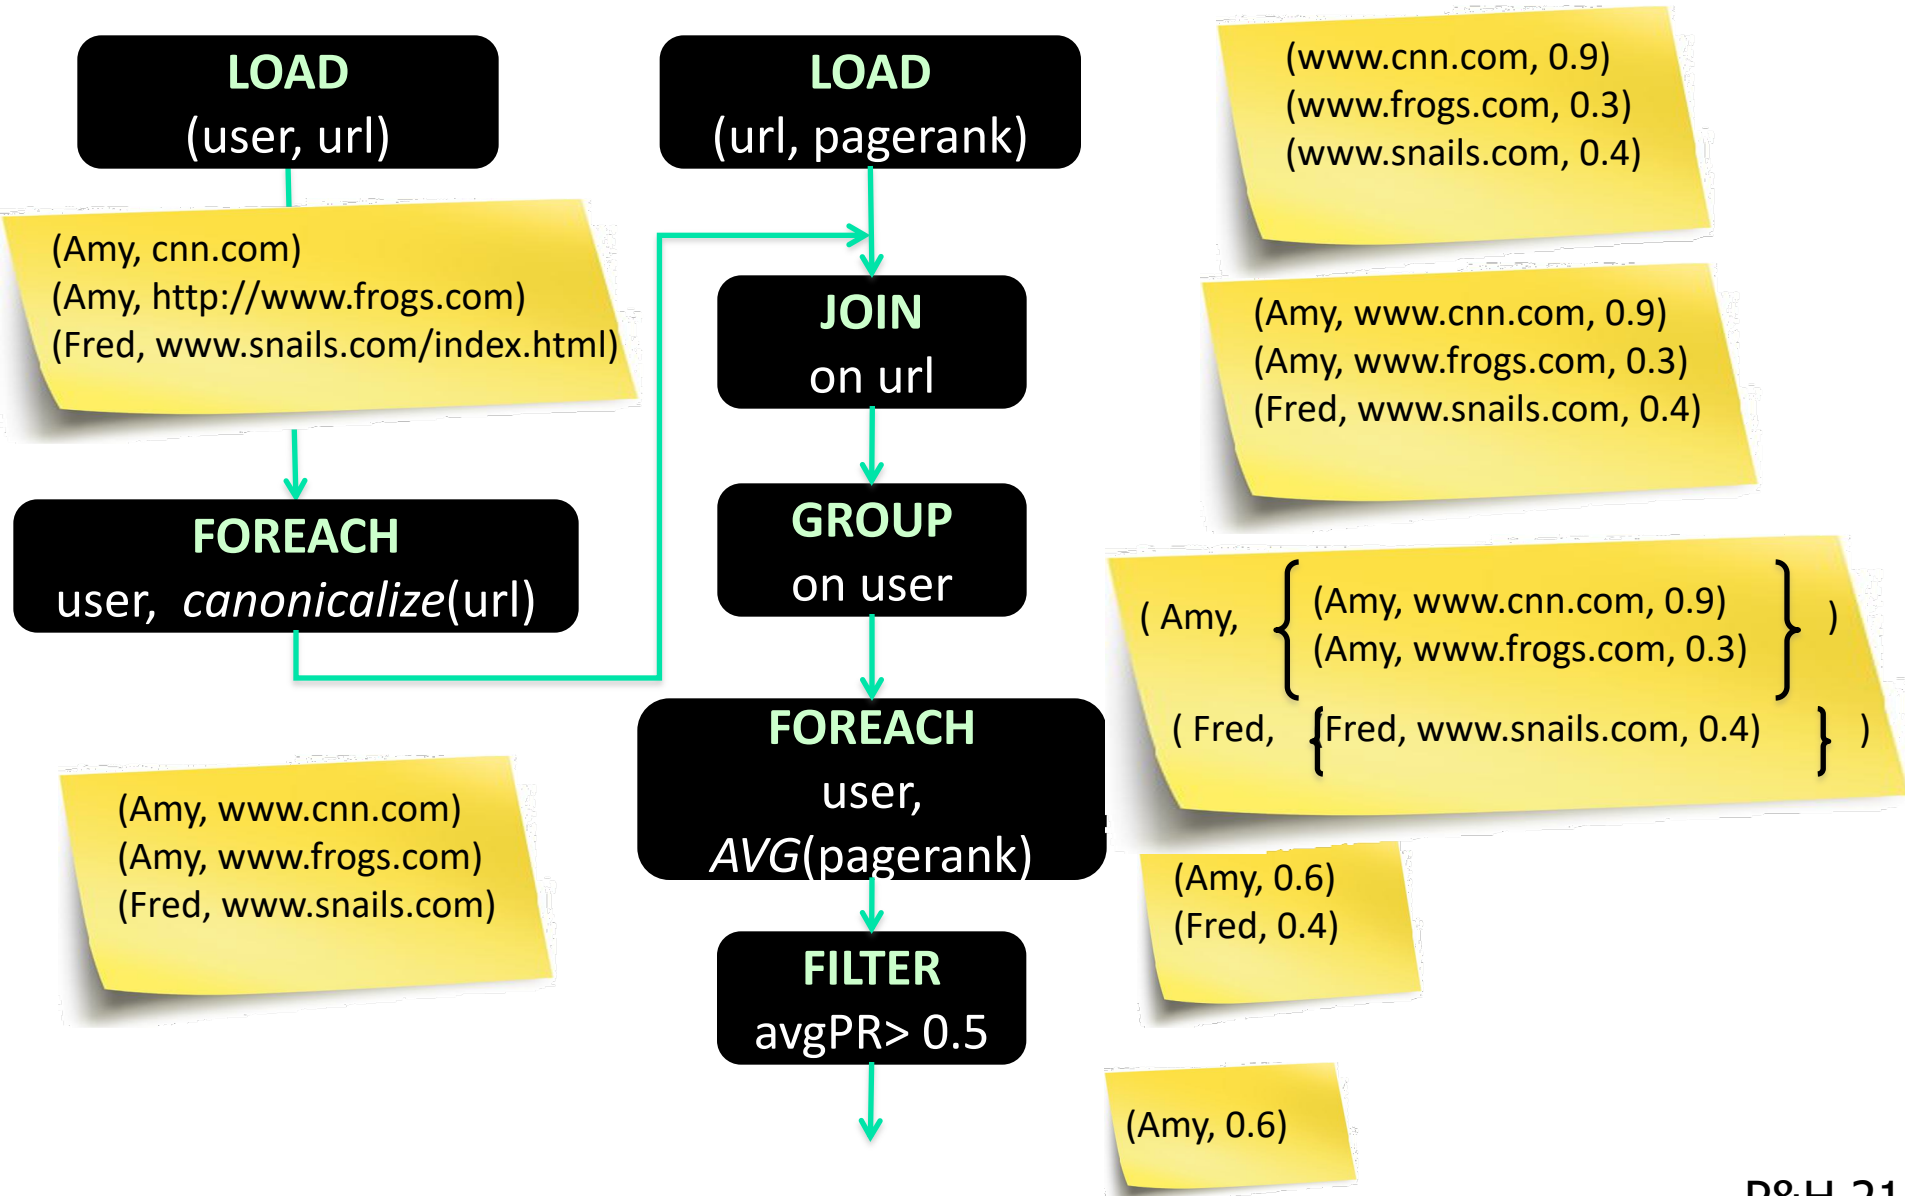 LOAD
(user, url)
(Amy, cnn.com)
(Amy, http://www.frogs.com)
(Fred, www.snails.com/index.html)
FOREACH
user, canonicalize(url)
(Amy, www.cnn.com)
(Amy, www.frogs.com)
(Fred, www.snails.com)
LOAD
(url, pagerank)
JOIN
on url
GROUP
on user
FOREACH
user,
AVG(pagerank)
FILTER
avgPR> 0.5
(www.cnn.com, 0.9)
(www.frogs.com, 0.3)
(www.snails.com, 0.4)
(Amy, www.cnn.com, 0.9)
(Amy, www.frogs.com, 0.3)
(Fred, www.snails.com, 0.4)
( Amy, { (Amy, www.cnn.com, 0.9)
(Amy, www.frogs.com, 0.3) } )
( Fred, { (Fred, www.snails.com, 0.4) } )
(Amy, 0.6)
(Fred, 0.4)
(Amy, 0.6)